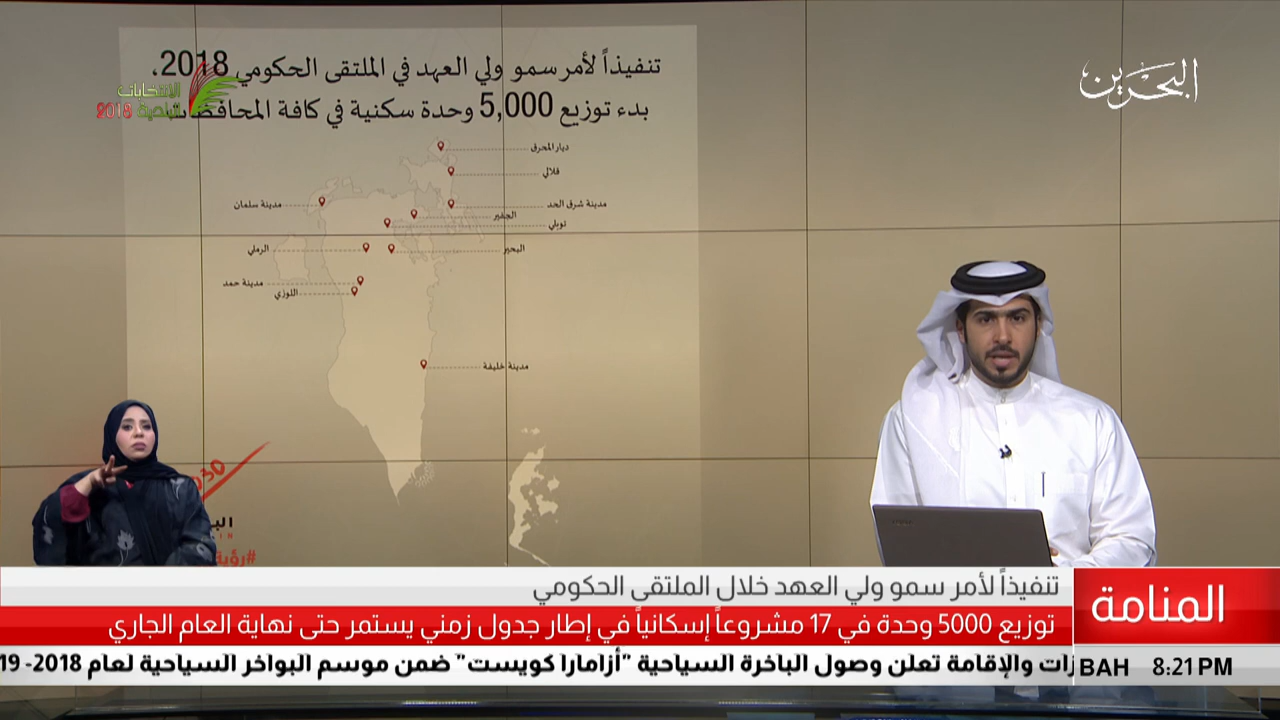 البحرين
تنفيذاً لأمر سمو ولي العهد في الملتقى الحكومي 2018،
بدء توزيع 5,000 وحدة سكنية في كافة المحافظات
الانتخابات
2018
ديار المحرق
قلالي
مدينة شرق الحد
مدينة سلمان
الجفير
توبلي
البحير
الرملي
مدينة حمد
اللوزي
مدينة خليفة
2030
#رؤية
تنفيذاً لأمر سمو ولي العهد خلال الملتقى الحكومي
المنامة
توزيع 5000 وحدة في 17 مشروعاً إسكانياً في إطار جدول زمني يستمر حتى نهاية العام الجاري
BAH 8:21 PM
زات والإقامة تعلن وصول الباخرة السياحية "أزامارا كويست" ضمن موسم البواخر السياحية لعام 2018- 19